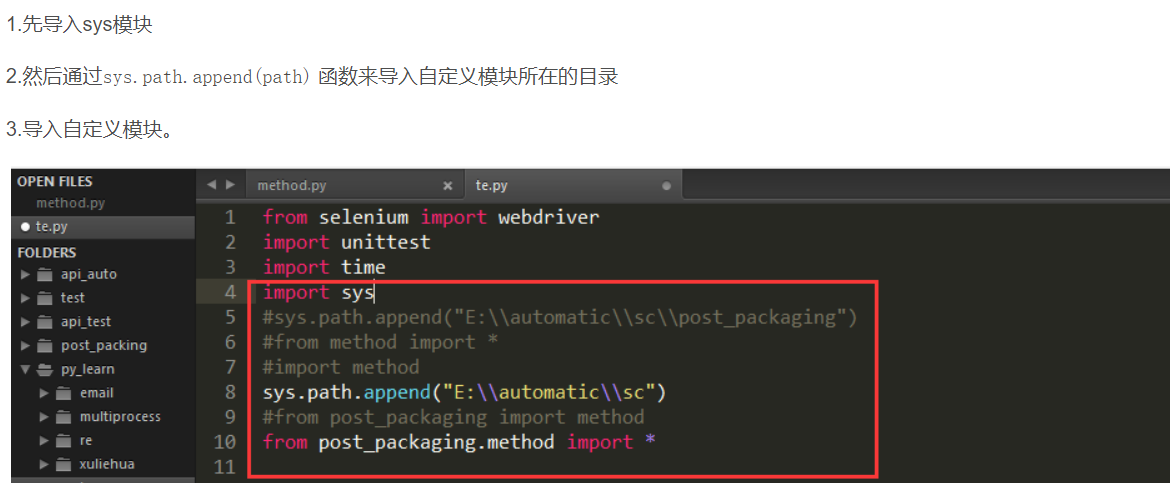 1.先导入sys模块
2.然后通过sys.path.append(path) 函数来导入自定义模块所在的目录
3.导入自定义模块。
OPEN FILES
method.py
te.py
FOLDERS
api_auto
test
api_test
post_packing
py_learn
email
multiprocess
re
xuliehua
method.py
te.py
1 from selenium import webdriver
2 import unittest
3 import time
4 import sys
5 #sys.path.append("E:\\automatic\\sc\\post_packaging")
6 #from method import *
7 #import method
8 sys.path.append("E:\\automatic\\sc")
9 #from post_packaging import method
10 from post_packaging.method import *
11